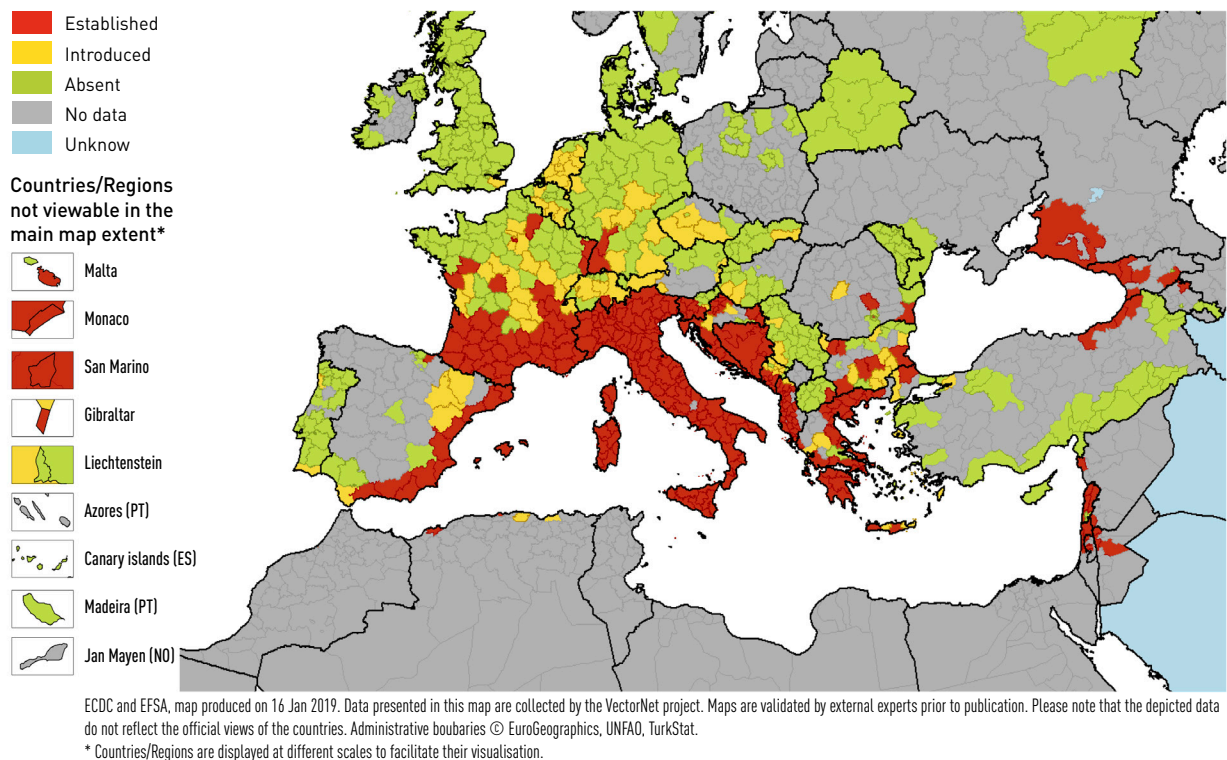 Established
Introduced
Absent
No data
Unknow
Countries/Regions
not viewable in the
main map extent*
Malta
Monaco
San Marino
Gibraltar
Liechtenstein
Azores (PT)
Canary islands (ES)
Madeira (PT)
Jan Mayen (NO)
ECDC and EFSA, map produced on 16 Jan 2019. Data presented in this map are collected by the VectorNet project. Maps are validated by external experts prior to publication. Please note that the depicted data
do not reflect the official views of the countries. Administrative boubaries © EuroGeographics, UNFAO, TurkStat.
* Countries/Regions are displayed at different scales to facilitate their visualisation.